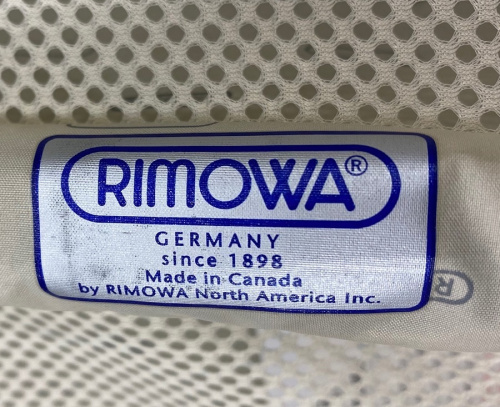 RIMOWA®
GERMANY
since 1898
Made in Canada
by RIMOWA North America Inc.
®